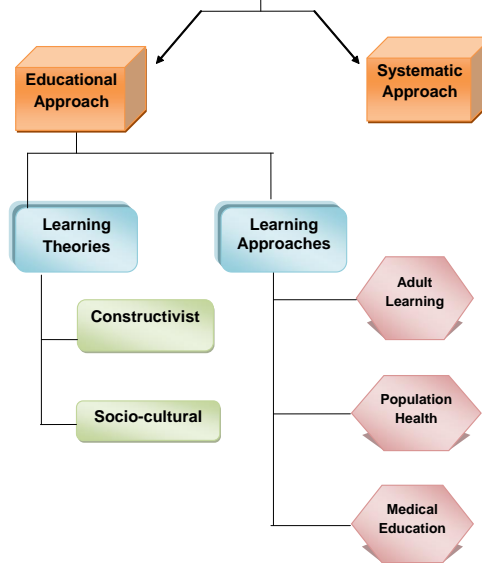 Educational
Approach
Systematic
Approach
Learning
Theories
Learning
Approaches
Constructivist
Socio-cultural
Adult
Learning
Population
Health
Medical
Education